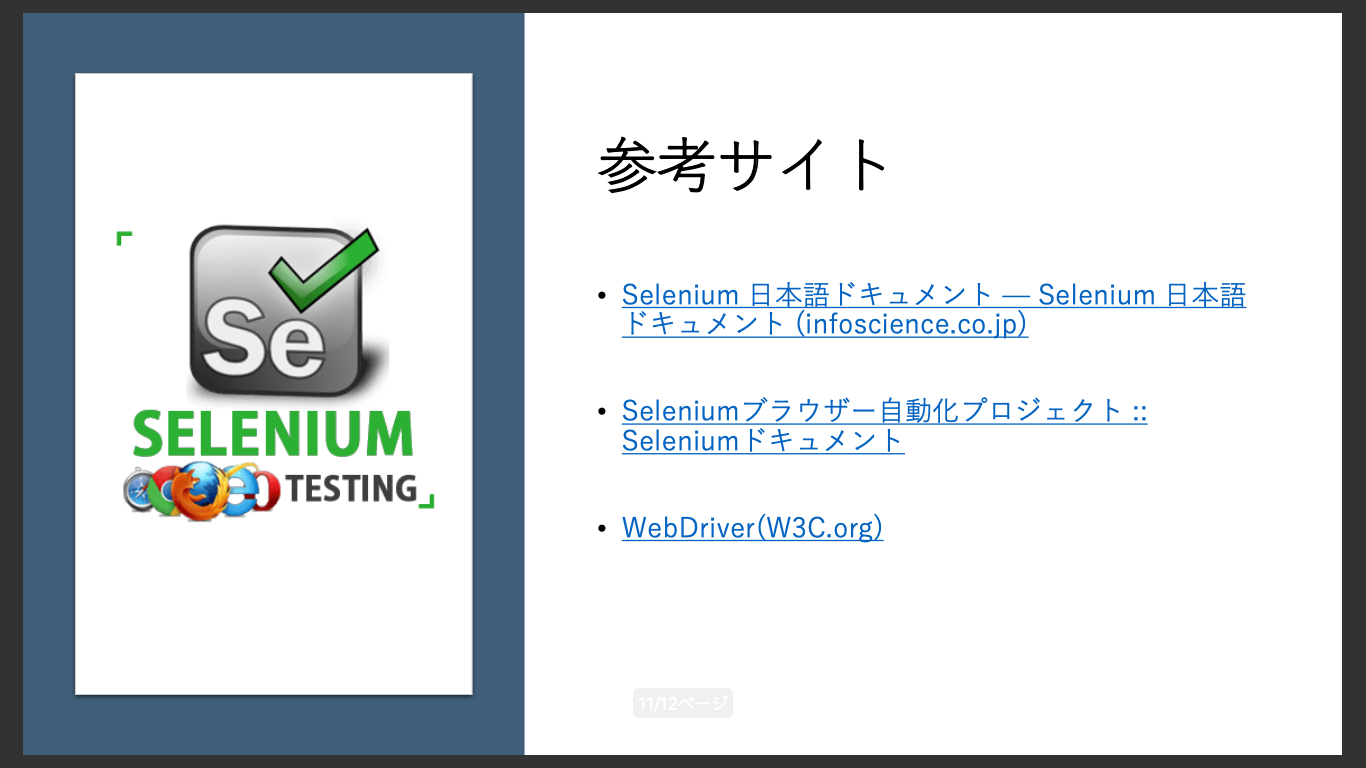 Se
SELENIUM
TESTING
参考サイト
• Selenium 日本語ドキュメント — Selenium 日本語
ドキュメント (infoscience.co.jp)
• Seleniumブラウザー自動化プロジェクト ::
Seleniumドキュメント
• WebDriver(W3C.org)
11/12ページ